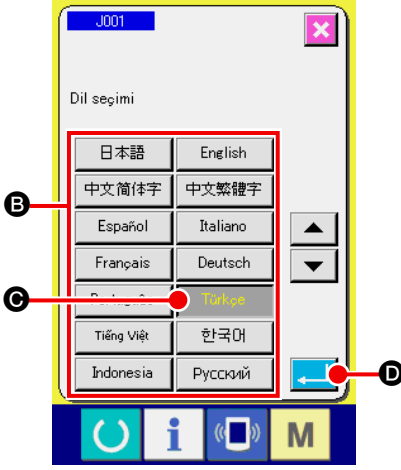 J001
Dil seçimi
日本語 English
中文简体字 中文繁體字
B
Español Italiano
Français Deutsch
C
Türkçe
Tiếng Việt 한국어
Indonesia Русский
D
i M